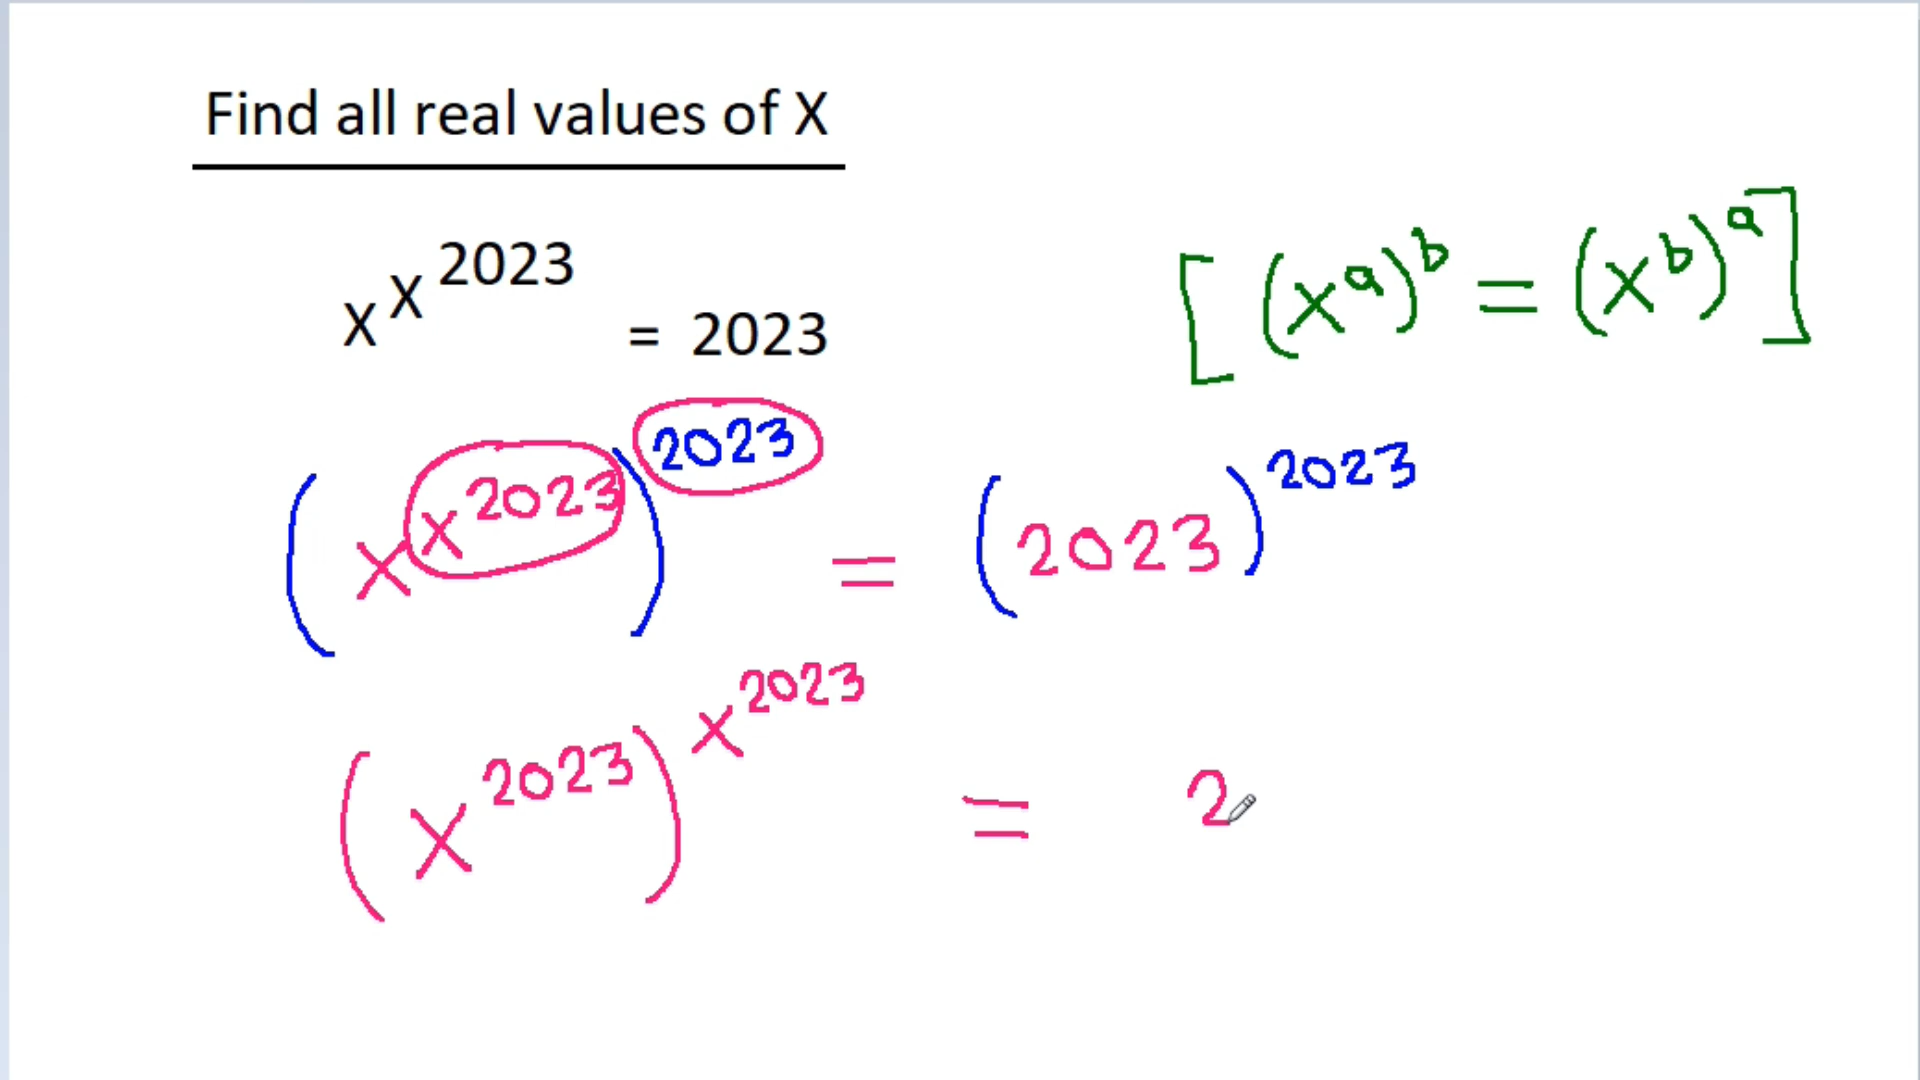 Find all real values of X
X^X^2023 = 2023
[(x^a)^b = (x^b)^a]
(x^x^2023)^2023 = (2023)^2023
(x^2023)^x^2023 = 2